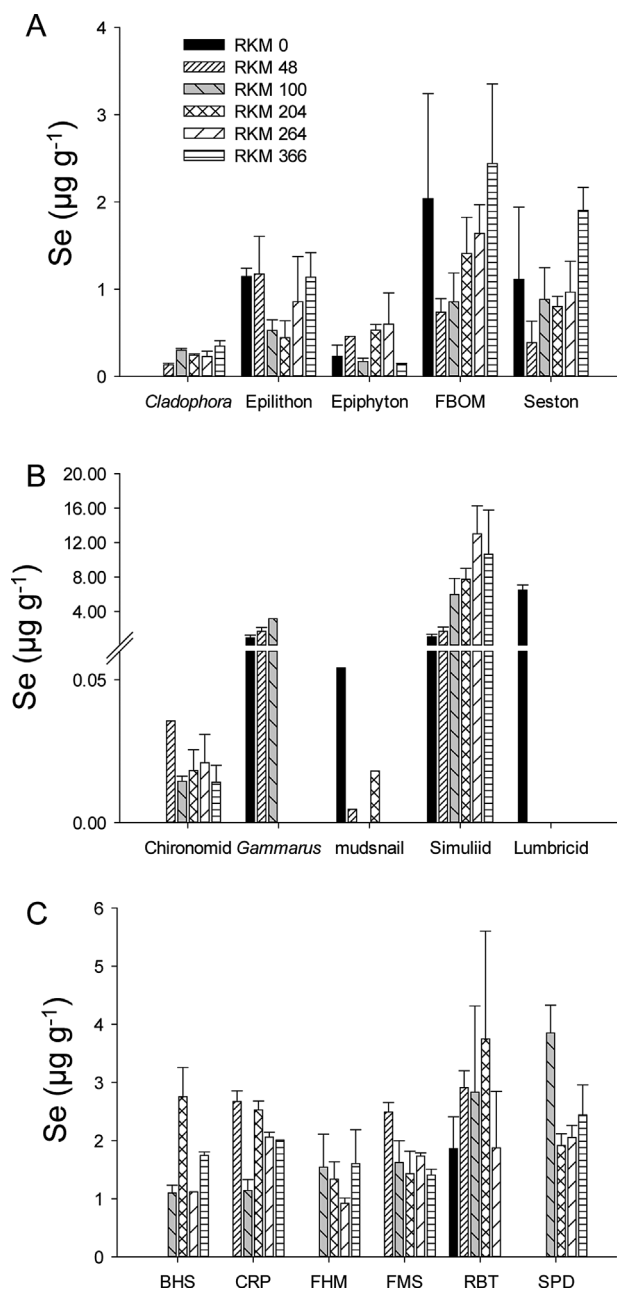 A
RKM 0
RKM 48
RKM 100
RKM 204
RKM 264
RKM 366
4
3
2
1
0
Se (µg g⁻¹)
Cladophora Epilithon Epiphyton FBOM Seston
B
20.00
16.00
12.00
8.00
4.00
0.05
0.00
Se (µg g⁻¹)
Chironomid Gammarus mudsnail Simuliid Lumbricid
C
6
5
4
3
2
1
0
Se (µg g⁻¹)
BHS CRP FHM FMS RBT SPD